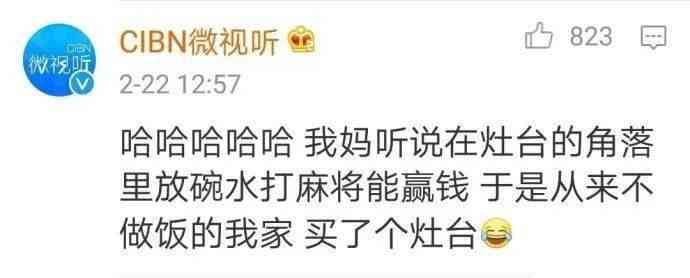 CIBN微视听
823
CIBN
微视听
2-22 12:57
哈哈哈哈哈 我妈听说在灶台的角落
里放碗水打麻将能赢钱 于是从来不
做饭的我家 买了个灶台😂